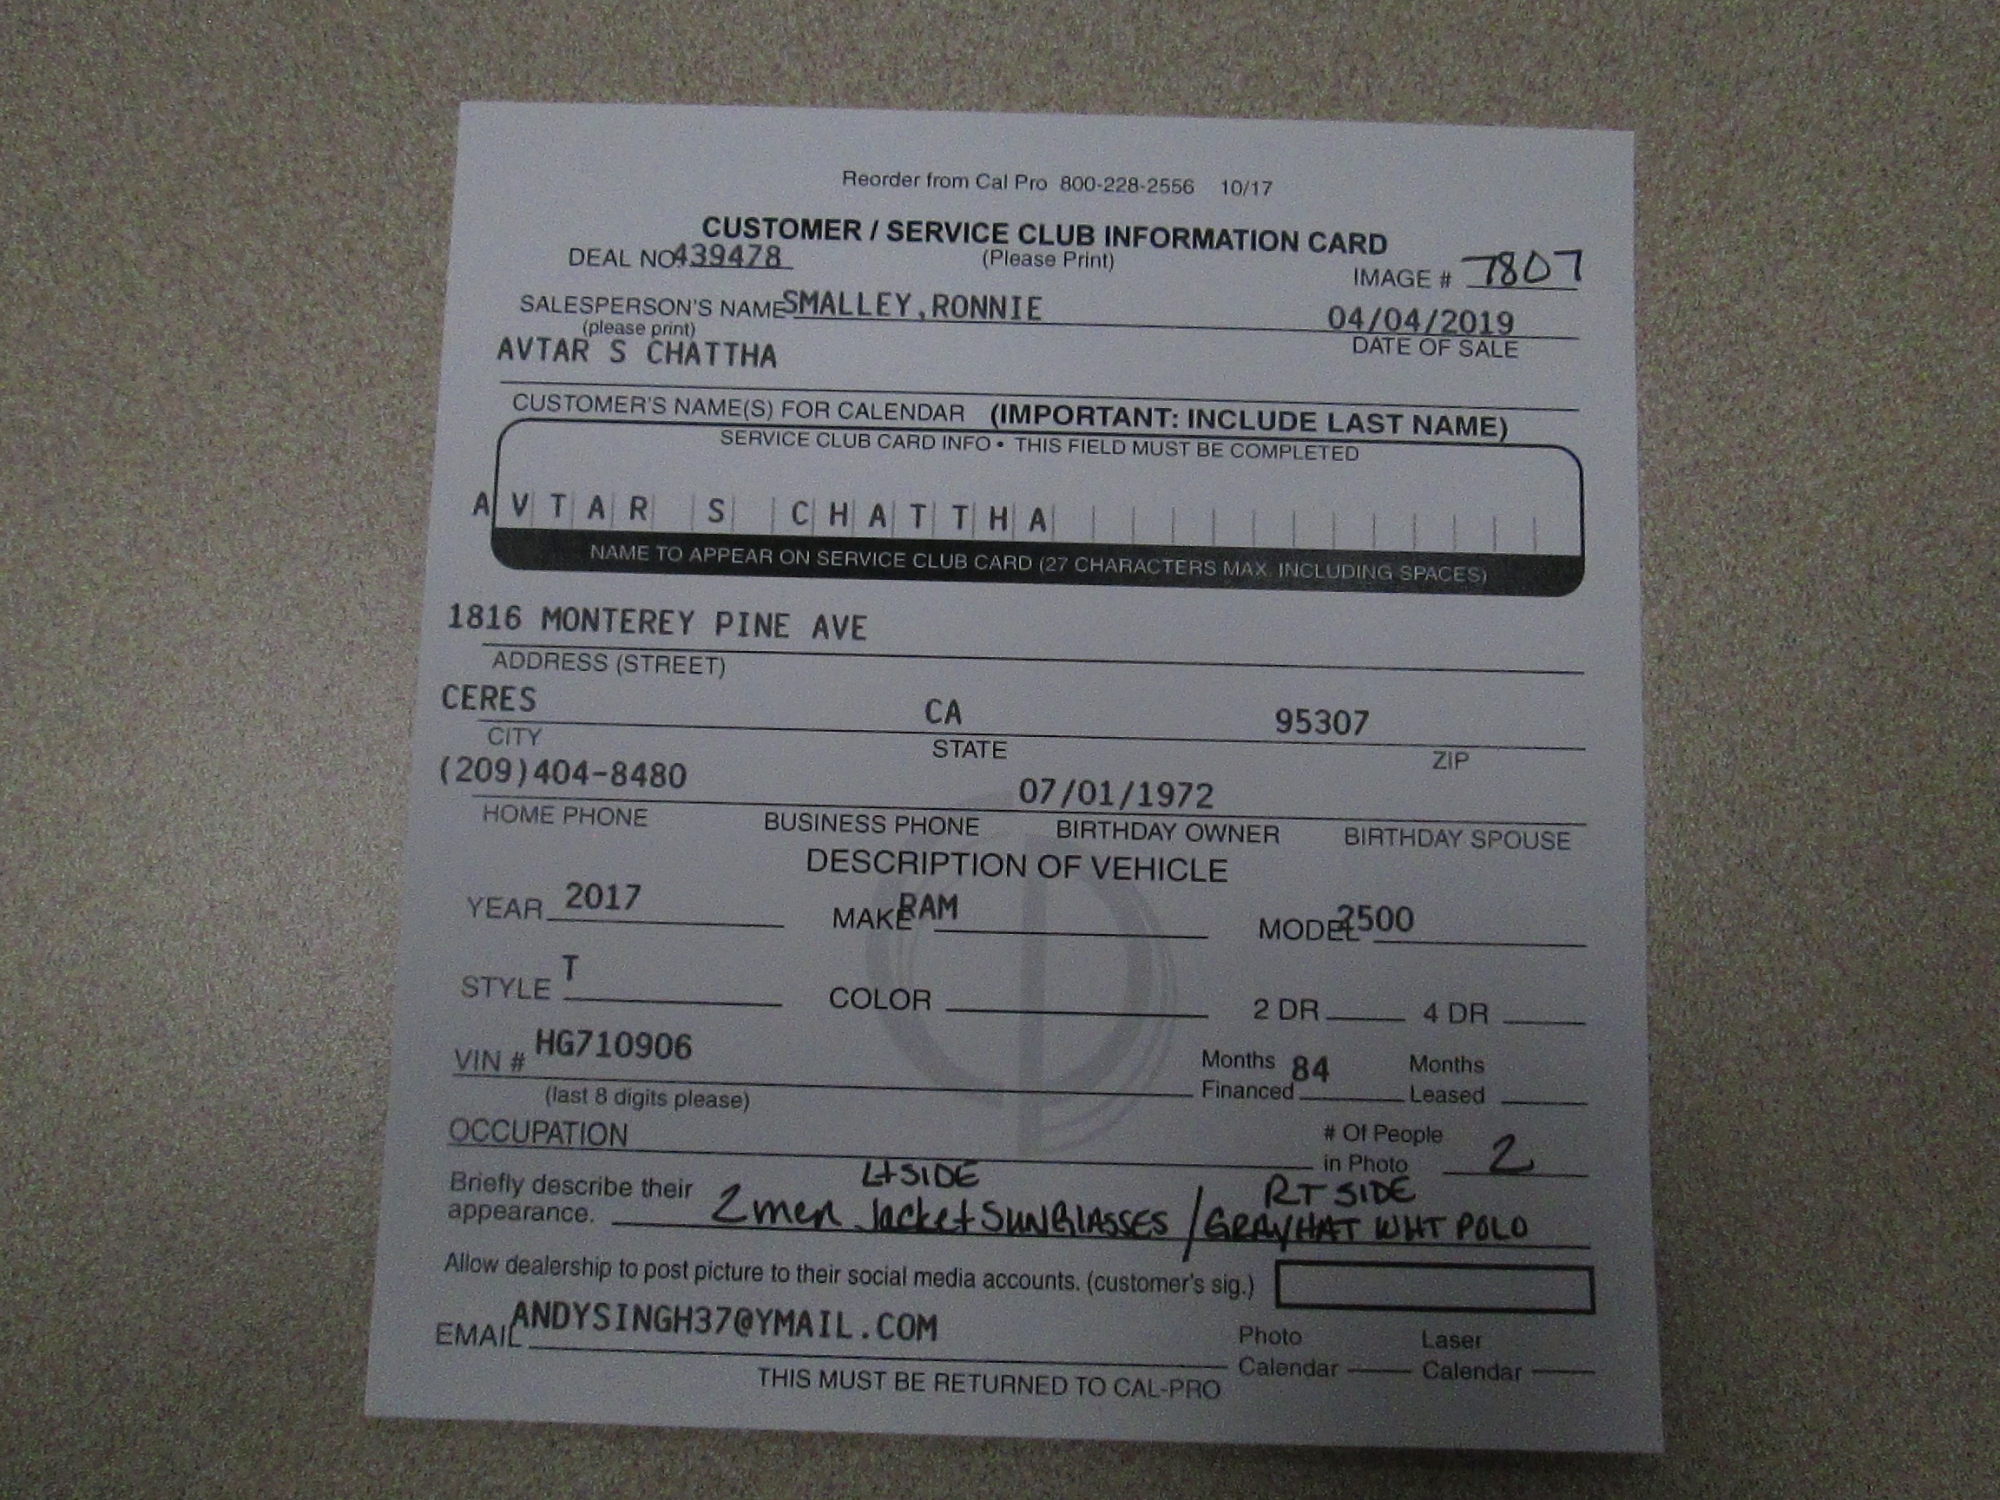 Reorder from Cal Pro 800-228-2556 10/17
CUSTOMER / SERVICE CLUB INFORMATION CARD
DEAL NO 439478 (Please Print) IMAGE # 7807
SALESPERSON'S NAME SMALLEY,RONNIE 04/04/2019
(please print) DATE OF SALE
AVTAR S CHATTHA
CUSTOMER'S NAME(S) FOR CALENDAR (IMPORTANT: INCLUDE LAST NAME)
SERVICE CLUB CARD INFO • THIS FIELD MUST BE COMPLETED
AVTAR S CHATTHA
NAME TO APPEAR ON SERVICE CLUB CARD (27 CHARACTERS MAX. INCLUDING SPACES)
1816 MONTEREY PINE AVE
ADDRESS (STREET)
CERES CA 95307
CITY STATE ZIP
(209)404-8480 07/01/1972
HOME PHONE BUSINESS PHONE BIRTHDAY OWNER BIRTHDAY SPOUSE
DESCRIPTION OF VEHICLE
YEAR 2017 MAKE RAM MODEL 2500
STYLE T COLOR 2 DR 4 DR
VIN # HG710906 Months Financed 84 Months Leased
(last 8 digits please)
OCCUPATION # Of People in Photo 2
Lt SIDE RT SIDE
Briefly describe their appearance. 2 men Jacket SUNGLASSES / GRAY HAT WHT POLO
Allow dealership to post picture to their social media accounts. (customer's sig.)
EMAIL ANDYSINGH37@YMAIL.COM Photo Calendar Laser Calendar
THIS MUST BE RETURNED TO CAL-PRO